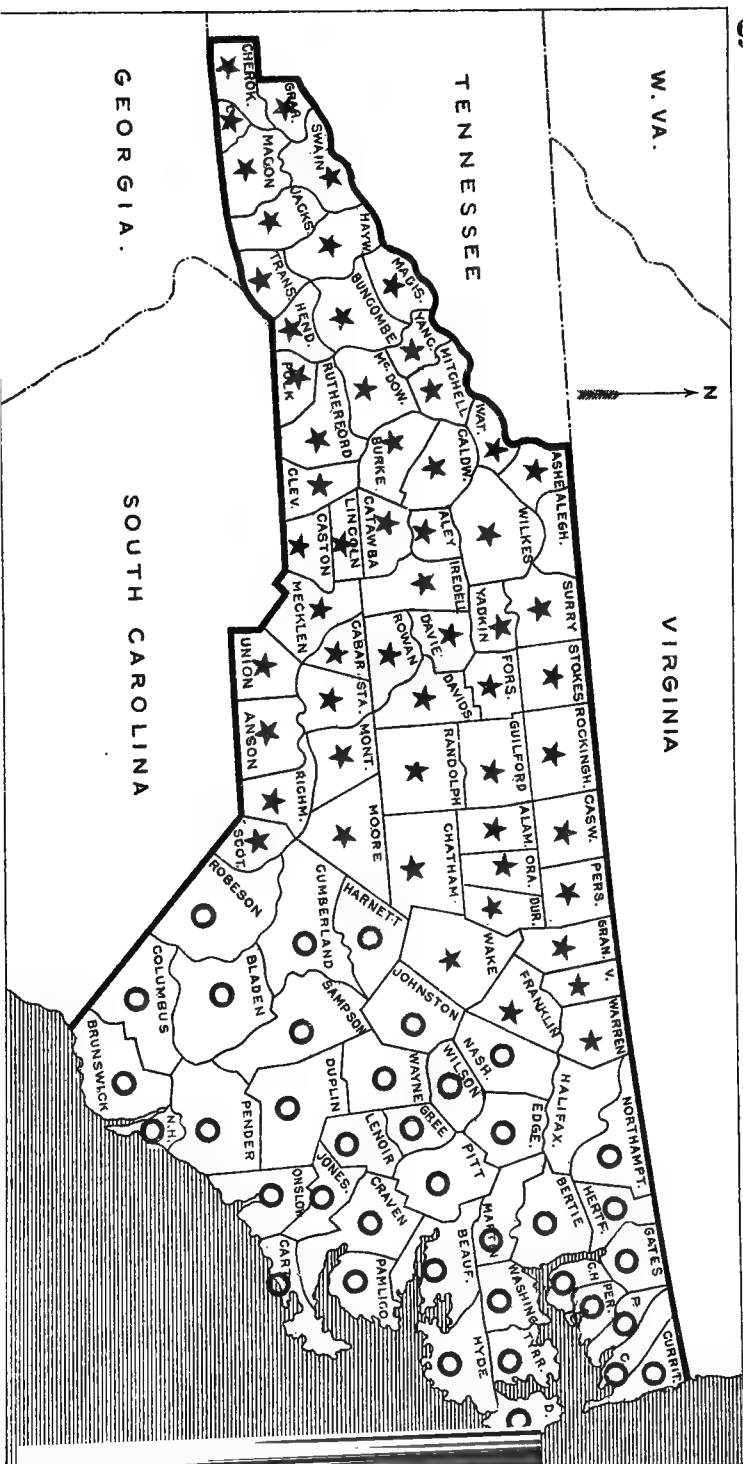 W. VA.
VIRGINIA
TENNESSEE
GEORGIA.
SOUTH CAROLINA
N
CHEROK.
C.
MACON
SWAIN
JACKS.
HAYW.
TRANS.
HEND.
BUNCOMBE
MADIS.
YANC.
MITCHELL
McDOW.
POLK
RUTHERFORD
BURKE.
CALDW.
WAT.
ASHE
ALEGH.
WILKES
CLEV.
CASTON
LINCOLN
CATAWBA
ALEY
IREDELL
YADKIN
SURRY
STOKES
FORS.
DAVIE
ROWAN
DAVIDS
MECKLEN
CABAR.
STA.
UNION
ANSON
MONT.
RICHM.
SCOT.
MOORE
RANDOLPH
GUILFORD
ROCKINGH.
CASW.
ALAM.
ORA.
CHATHAM.
DUR.
PERS.
GRAN.
V.
WARREN
FRANKLIN
WAKE
HARNETT
CUMBERLAND
ROBESON
BLADEN
COLUMBUS
BRUNSWICK
N.H.
PENDER
SAMPSON
DUPLIN
JOHNSTON
WAYNE
WILSON
NASH.
HALIFAX.
NORTHAMPT.
EDGE.
GREE
LENOIR
JONES.
ONSLOW
CART
CRAVEN
PAMLICO
PITT
BEAUF.
MARTIN
BERTIE
HERTF.
GATES
CH
PER.
P.
C.
CURRIT.
WASHING
TYRR.
HYDE
D.